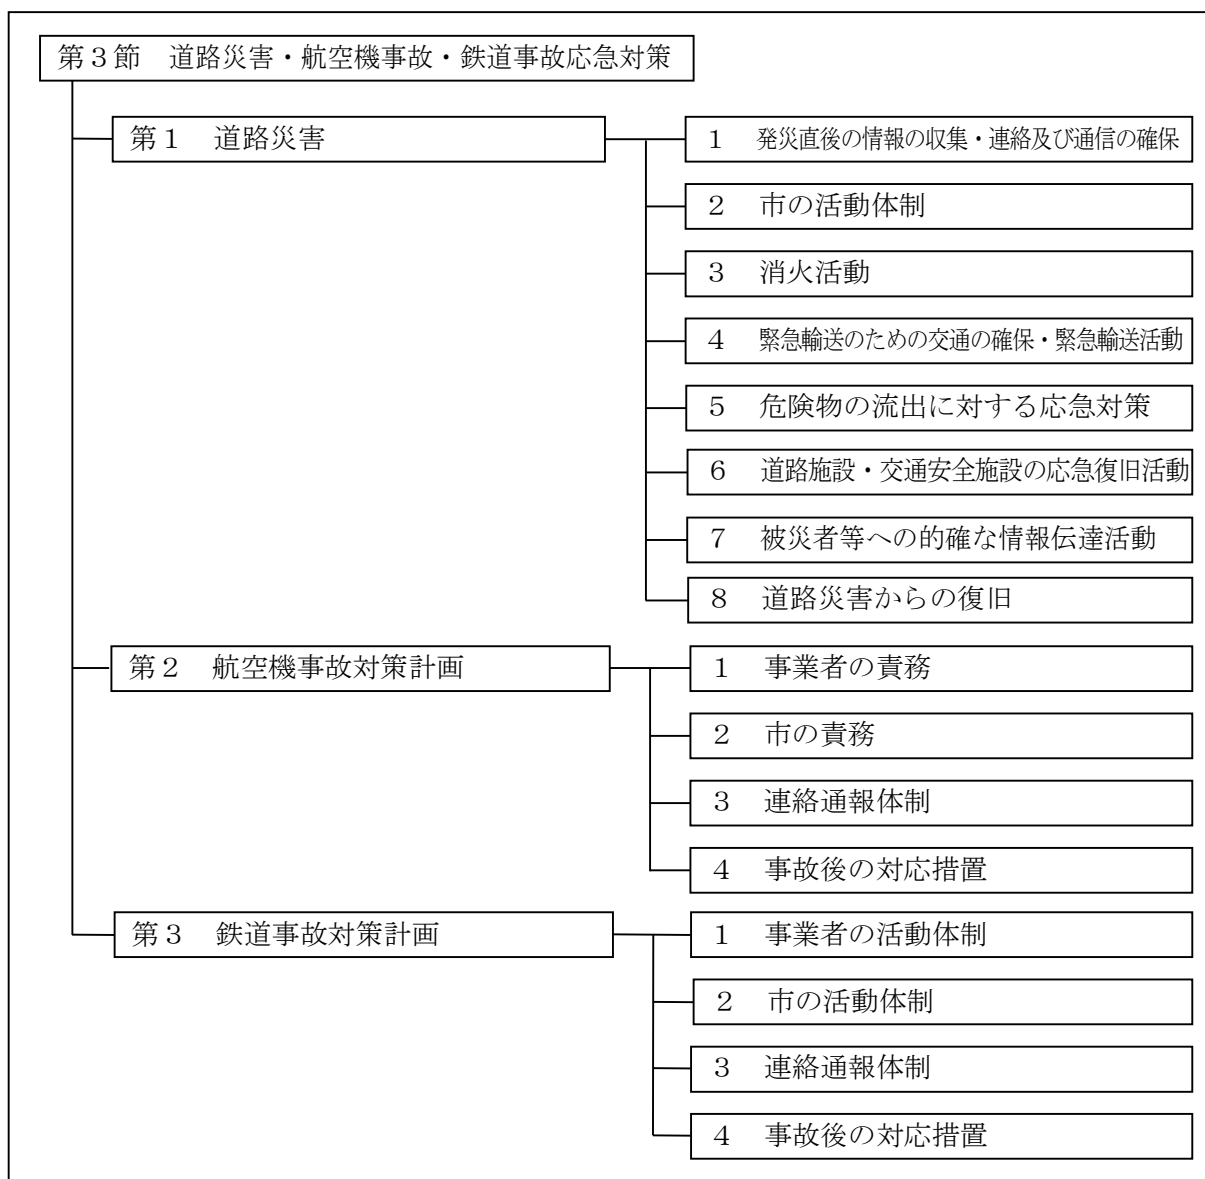 第３節　道路災害・航空機事故・鉄道事故応急対策
第１　道路災害
１　発災直後の情報の収集・連絡及び通信の確保
２　市の活動体制
３　消火活動
４　緊急輸送のための交通の確保・緊急輸送活動
５　危険物の流出に対する応急対策
６　道路施設・交通安全施設の応急復旧活動
７　被災者等への的確な情報伝達活動
８　道路災害からの復旧
第２　航空機事故対策計画
１　事業者の責務
２　市の責務
３　連絡通報体制
４　事故後の対応措置
第３　鉄道事故対策計画
１　事業者の活動体制
２　市の活動体制
３　連絡通報体制
４　事故後の対応措置